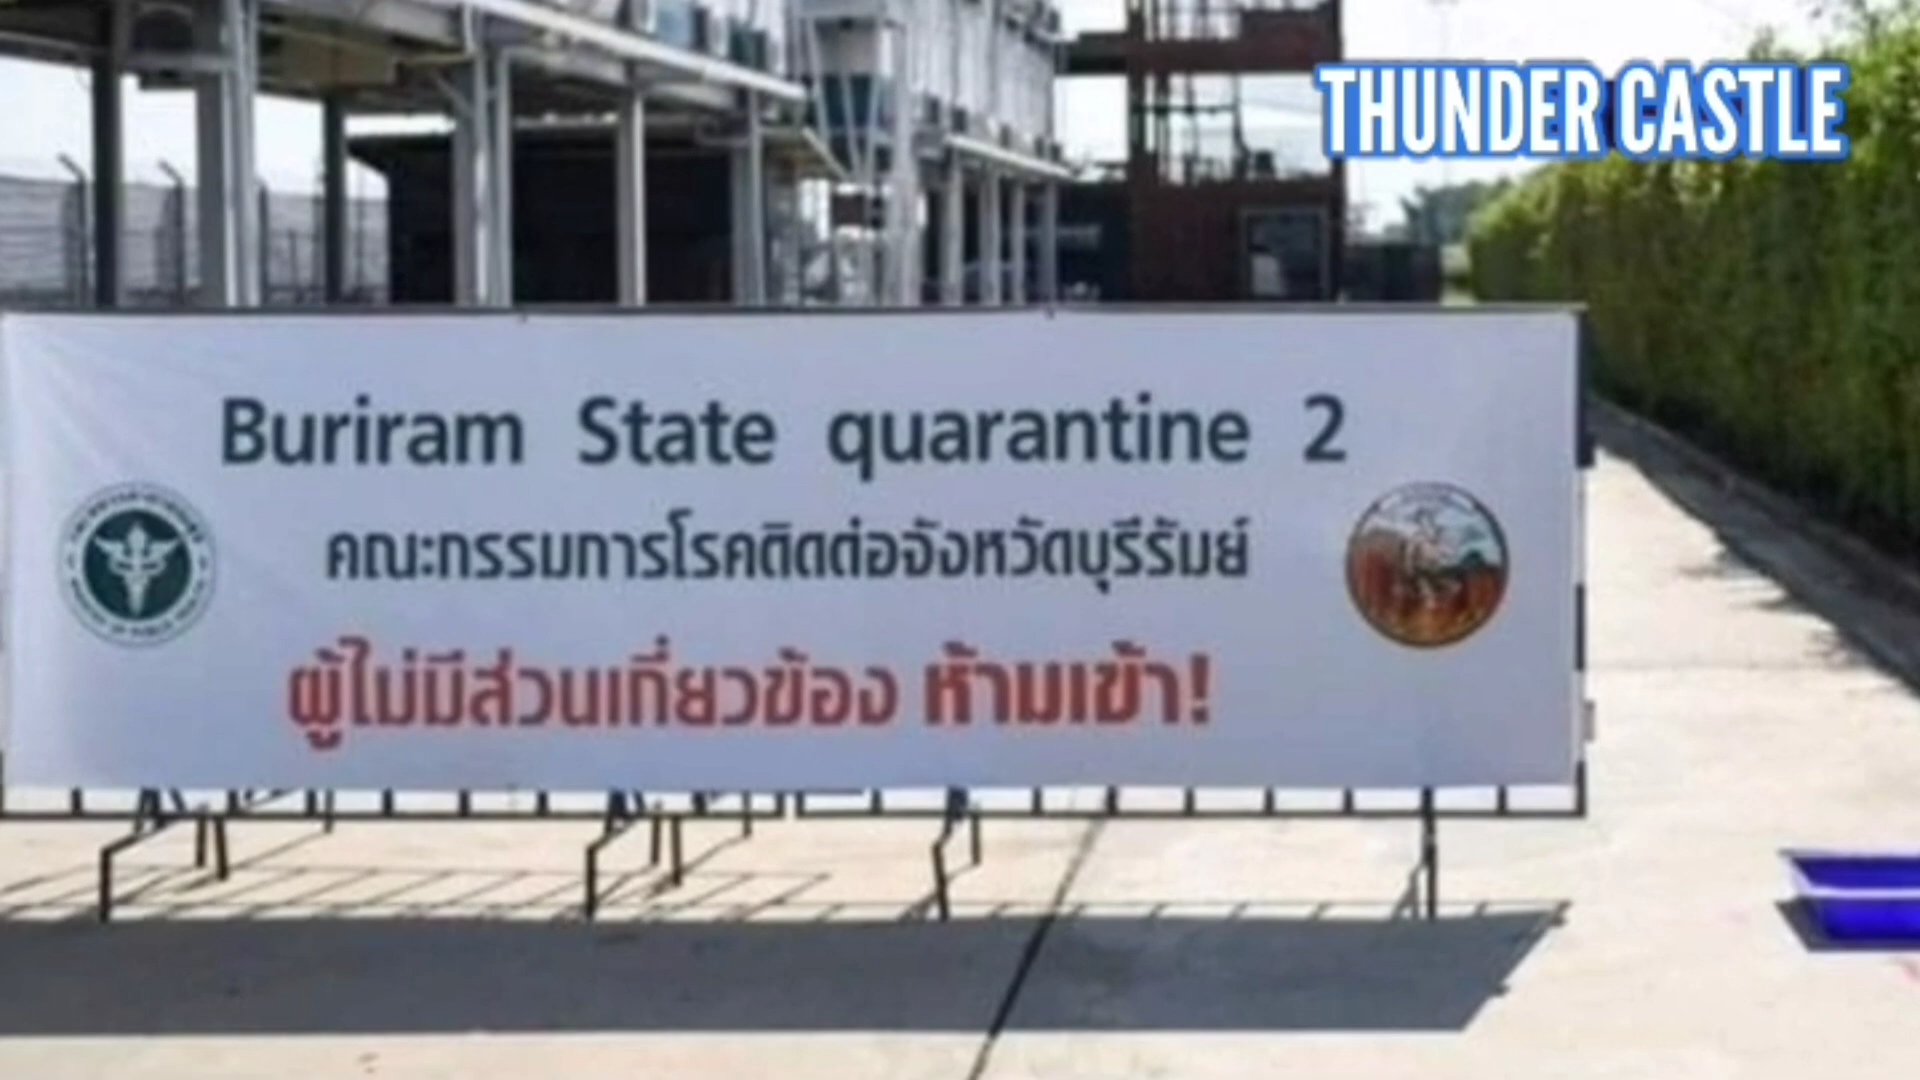 THUNDER CASTLE
Buriram State quarantine 2
คณะกรรมการโรคติดต่อจังหวัดบุรีรัมย์
ผู้ไม่มีส่วนเกี่ยวข้อง ห้ามเข้า!